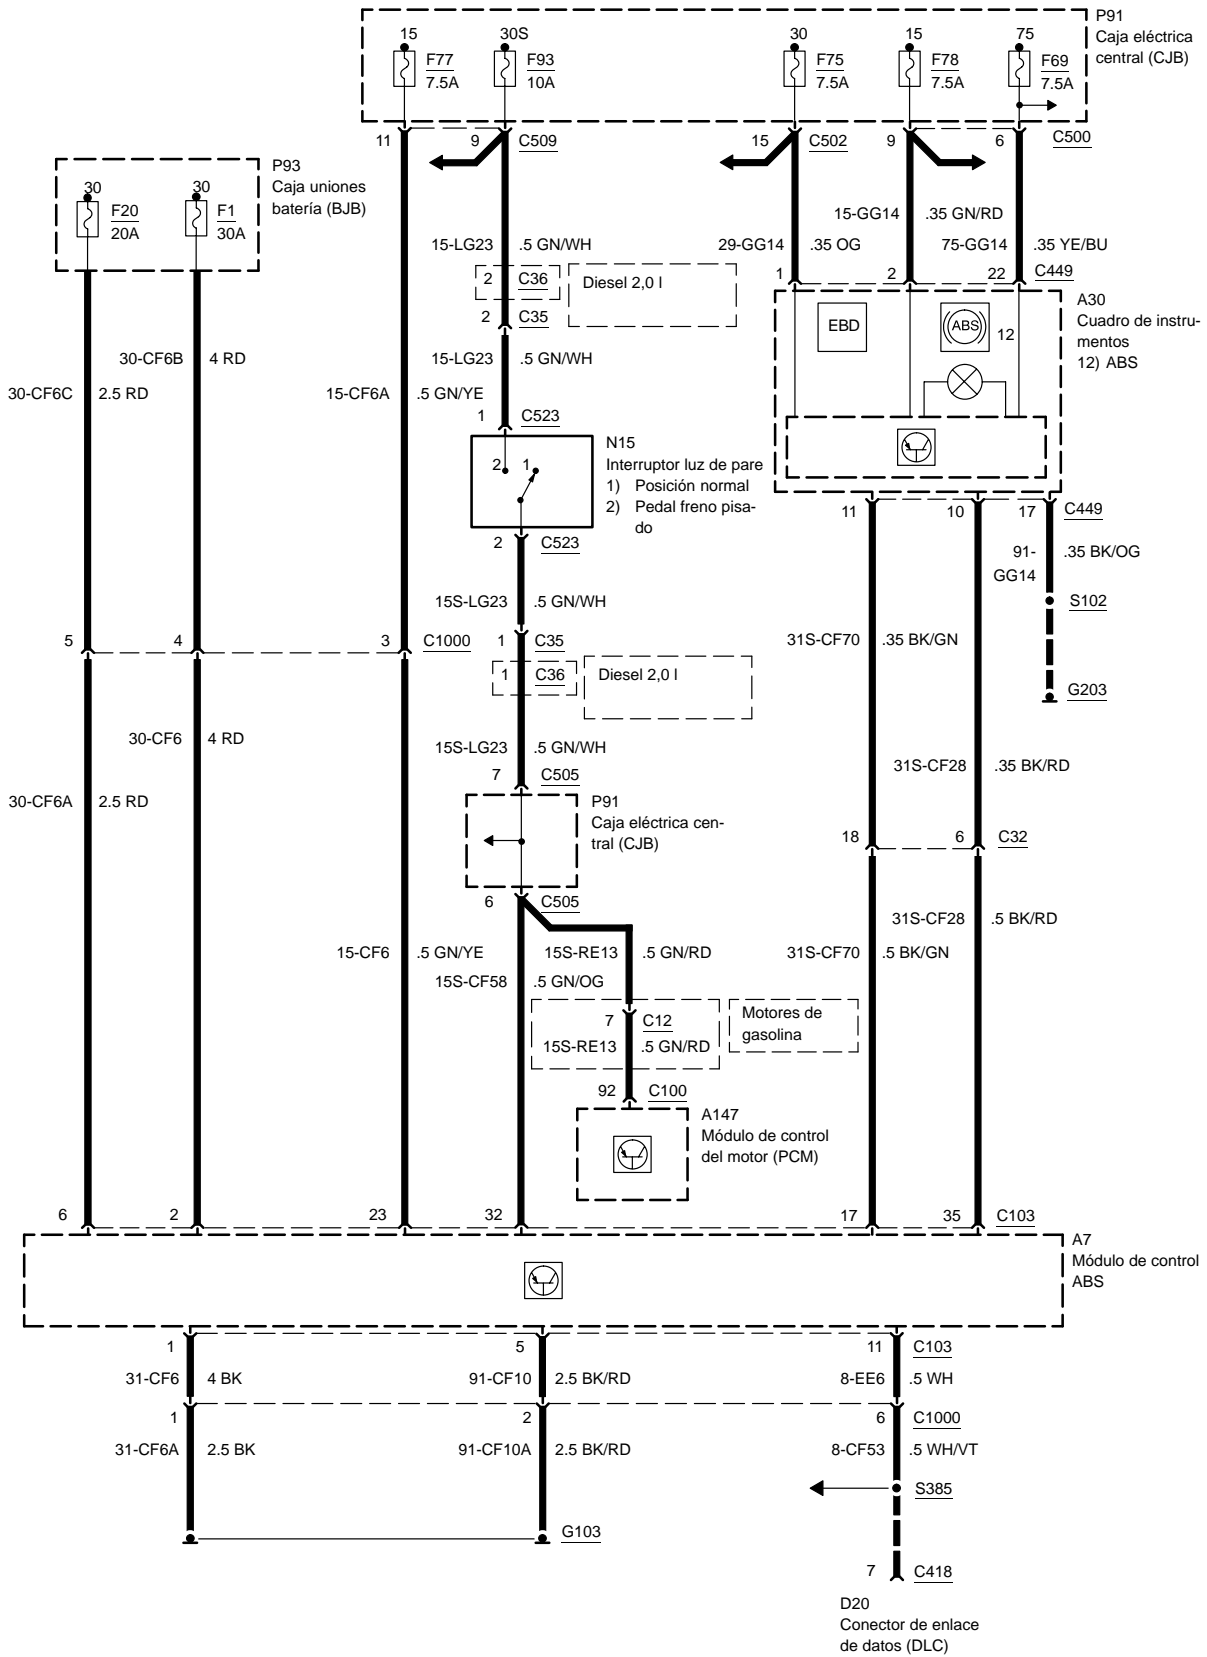 P91
Caja eléctrica
central (CJB)
15
F77
7.5A
30S
F93
10A
30
F75
7.5A
15
F78
7.5A
75
F69
7.5A
11
9
C509
15
C502
9
6
C500
P93
Caja uniones
batería (BJB)
30
F20
20A
30
F1
30A
15-LG23 .5 GN/WH
29-GG14 .35 OG
15-GG14 .35 GN/RD
75-GG14 .35 YE/BU
2 C36
Diesel 2,0 l
2 C35
1
2
22
C449
A30
Cuadro de instru-
mentos
12) ABS
EBD
ABS
12
30-CF6B 4 RD
15-LG23 .5 GN/WH
30-CF6C 2.5 RD
15-CF6A .5 GN/YE
1 C523
N15
Interruptor luz de pare
1) Posición normal
2) Pedal freno pisa-
do
2
1
2 C523
11
10
17
C449
91-
GG14
.35 BK/OG
S102
G203
15S-LG23 .5 GN/WH
5
4
3
C1000
1 C35
1 C36
Diesel 2,0 l
31S-CF70 .35 BK/GN
30-CF6 4 RD
15S-LG23 .5 GN/WH
31S-CF28 .35 BK/RD
30-CF6A 2.5 RD
7 C505
P91
Caja eléctrica cen-
tral (CJB)
18
6
C32
6 C505
31S-CF28 .5 BK/RD
15-CF6 .5 GN/YE
15S-RE13 .5 GN/RD
31S-CF70 .5 BK/GN
15S-CF58 .5 GN/OG
7 C12
15S-RE13 .5 GN/RD
Motores de
gasolina
92 C100
A147
Módulo de control
del motor (PCM)
6
2
23
32
17
35
C103
A7
Módulo de control
ABS
1
5
11
C103
31-CF6 4 BK
91-CF10 2.5 BK/RD
8-EE6 .5 WH
1
2
6
C1000
31-CF6A 2.5 BK
91-CF10A 2.5 BK/RD
8-CF53 .5 WH/VT
S385
G103
7 C418
D20
Conector de enlace
de datos (DLC)